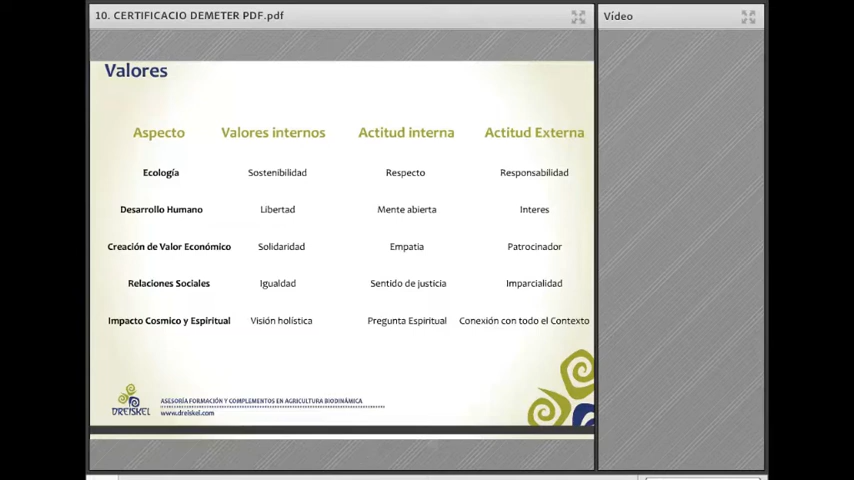 10. CERTIFICACIO DEMETER PDF.pdf
Vídeo
Valores
Aspecto Valores internos Actitud interna Actitud Externa
Ecología Sostenibilidad Respecto Responsabilidad
Desarrollo Humano Libertad Mente abierta Interes
Creación de Valor Económico Solidaridad Empatia Patrocinador
Relaciones Sociales Igualdad Sentido de justicia Imparcialidad
Impacto Cosmico y Espiritual Visión holística Pregunta Espiritual Conexión con todo el Contexto
DREISKEL
ASESORÍA FORMACIÓN Y COMPLEMENTOS EN AGRICULTURA BIODINÁMICA
www.dreiskel.com